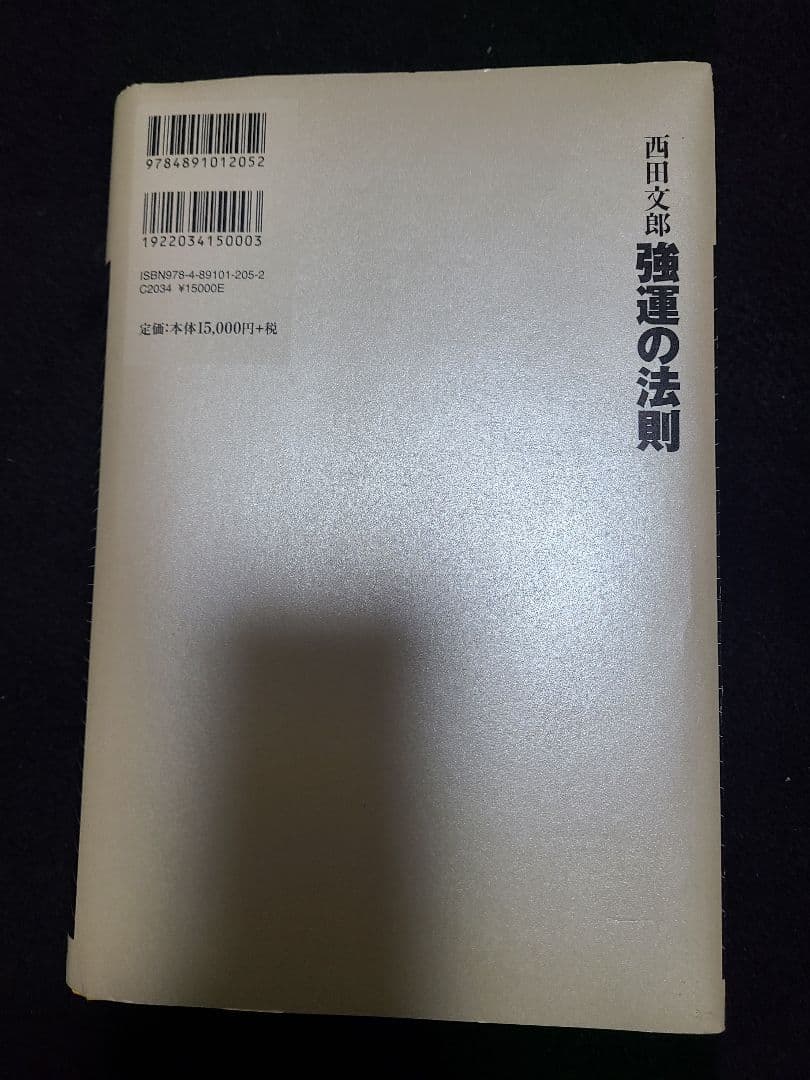 9784891012052
1922034150003
ISBN978-4-89101-205-2
C2034 ¥15000E
定価:本体15,000円+税
西田文郎 強運の法則